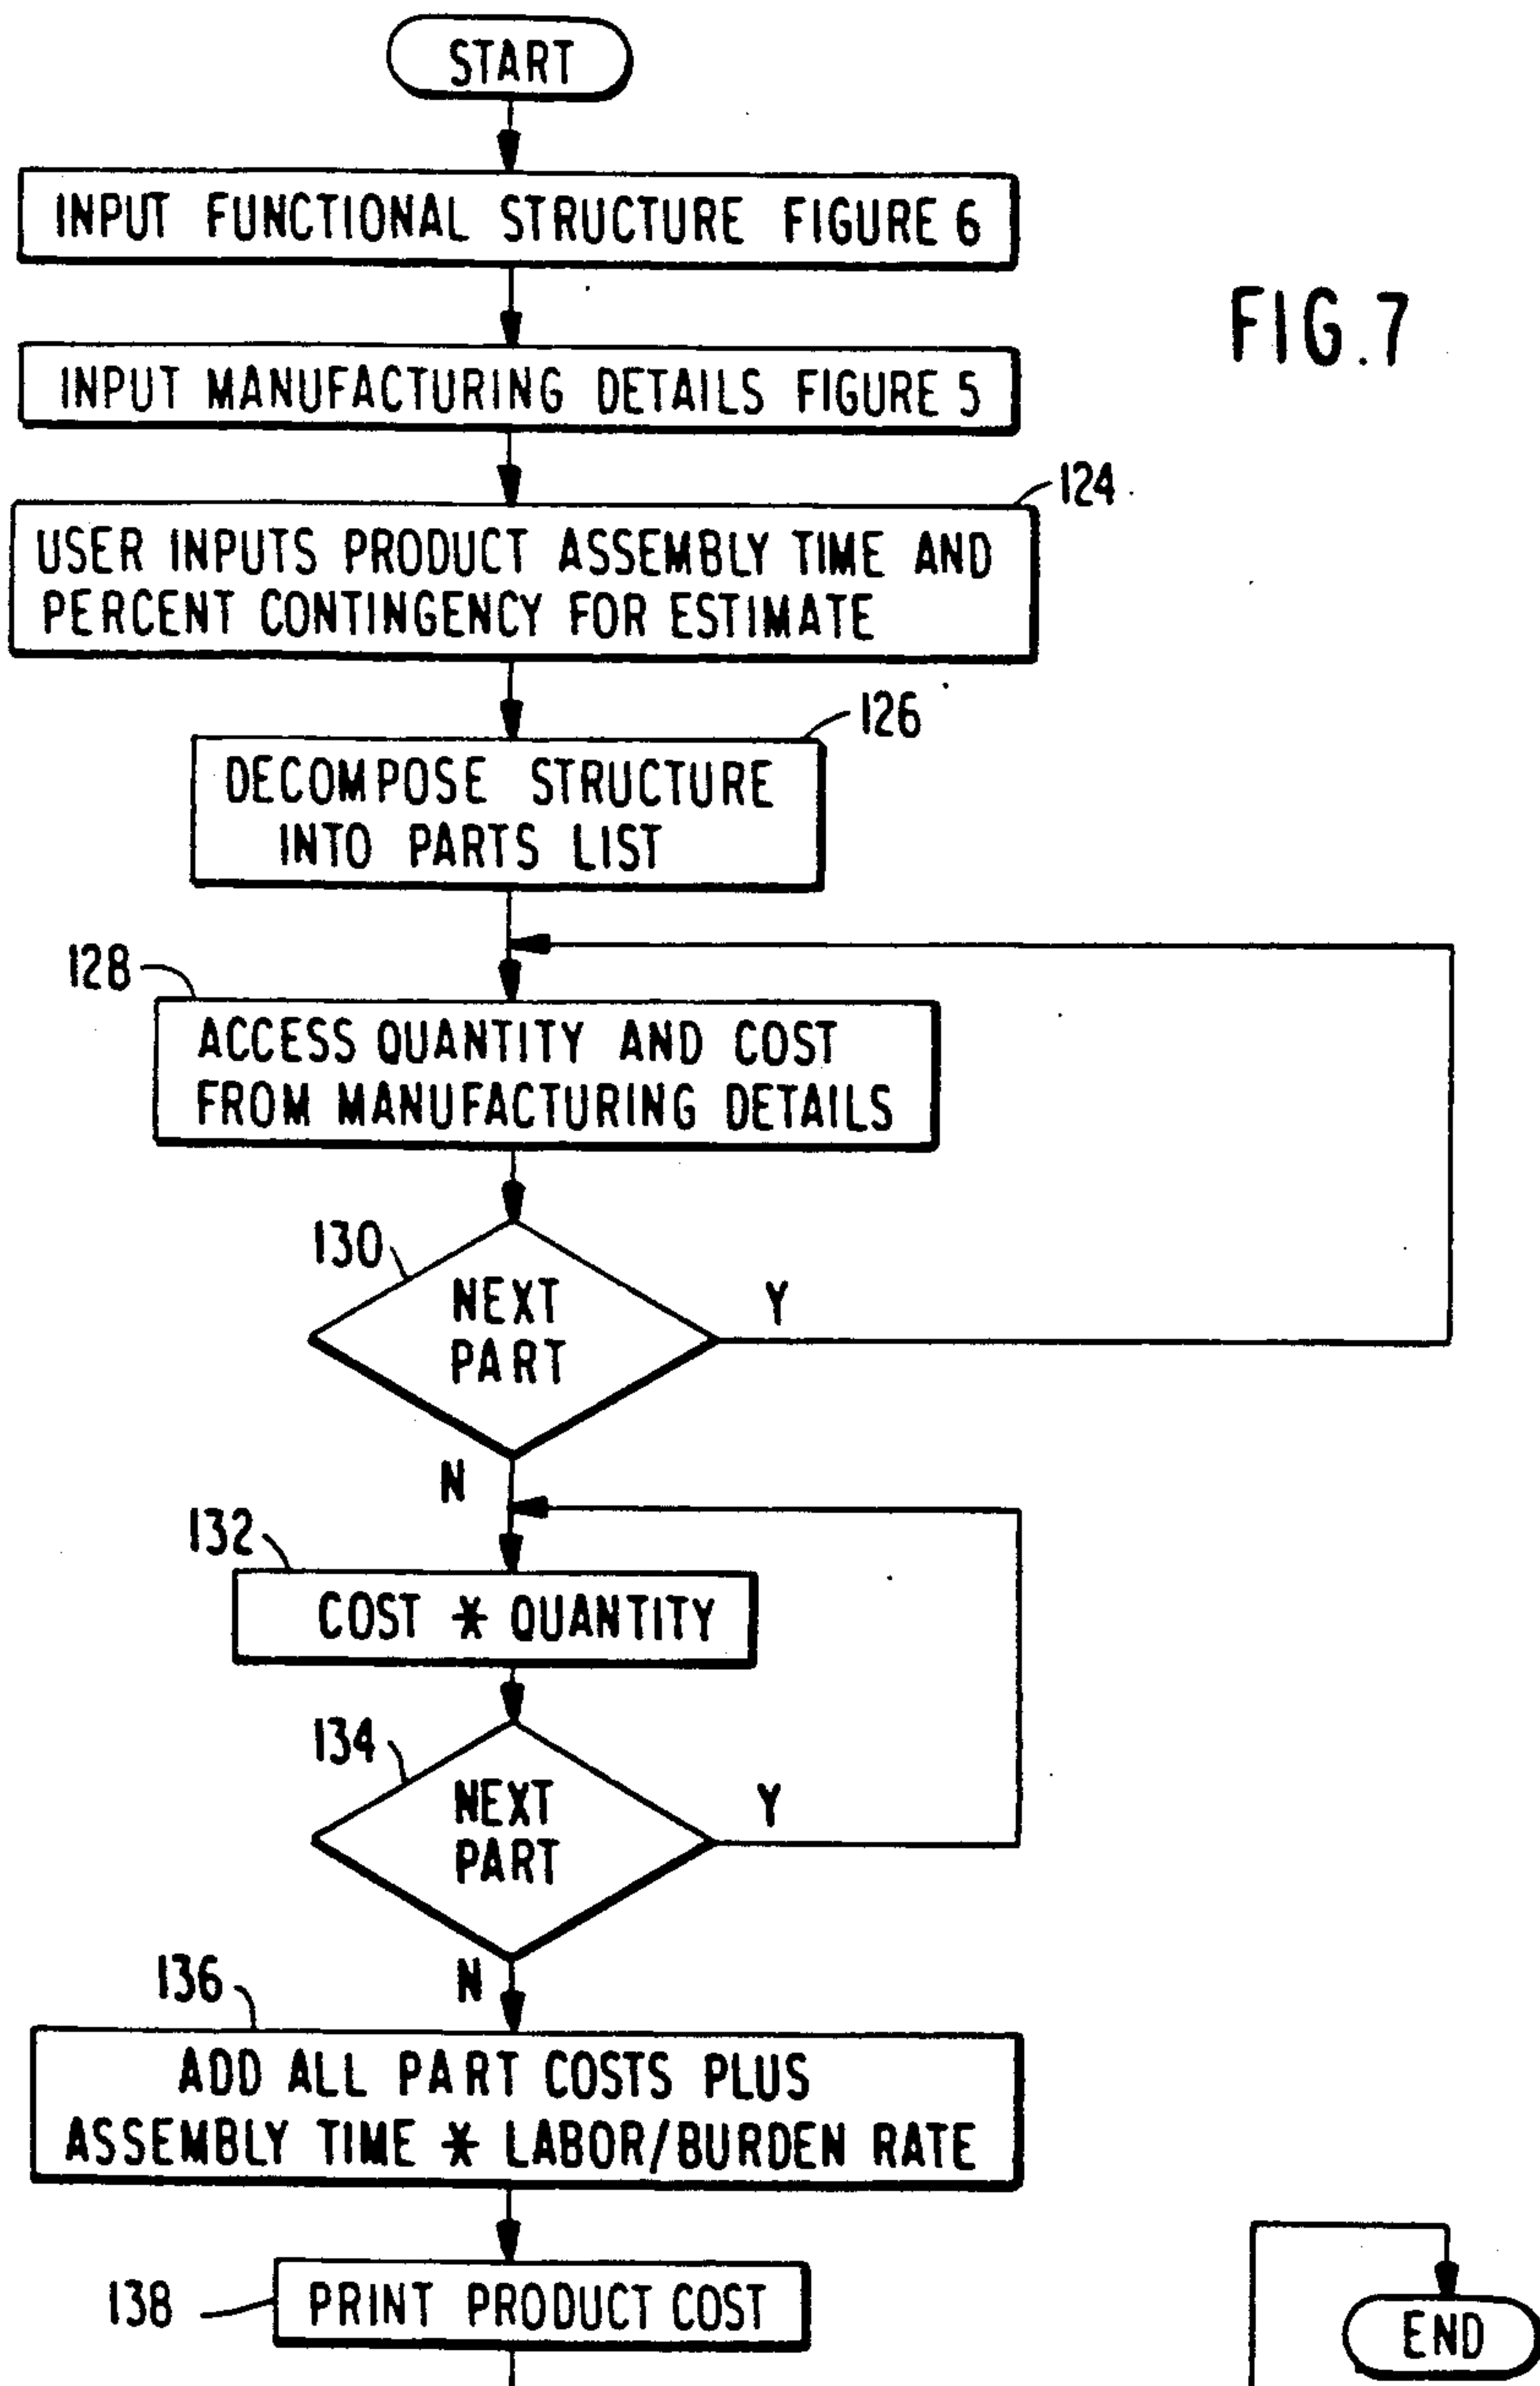 START
INPUT FUNCTIONAL STRUCTURE FIGURE 6
FIG.7
INPUT MANUFACTURING DETAILS FIGURE 5
124
USER INPUTS PRODUCT ASSEMBLY TIME AND
PERCENT CONTINGENCY FOR ESTIMATE
126
DECOMPOSE STRUCTURE
INTO PARTS LIST
128
ACCESS QUANTITY AND COST
FROM MANUFACTURING DETAILS
130
NEXT
PART
Y
N
132
COST * QUANTITY
134
NEXT
PART
Y
N
136
ADD ALL PART COSTS PLUS
ASSEMBLY TIME * LABOR/BURDEN RATE
138
PRINT PRODUCT COST
END